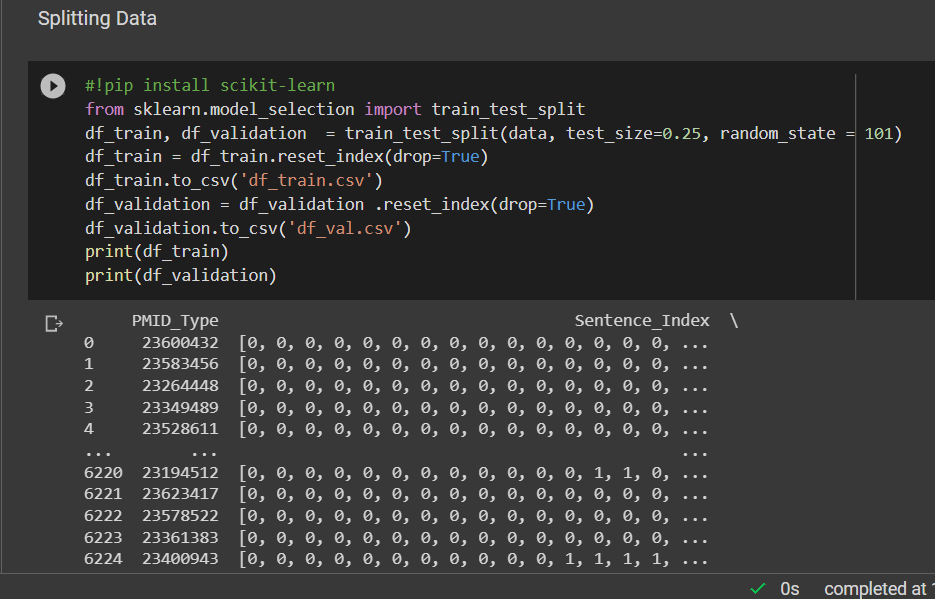 Splitting Data
#!pip install scikit-learn
from sklearn.model_selection import train_test_split
df_train, df_validation  = train_test_split(data, test_size=0.25, random_state = 101)
df_train = df_train.reset_index(drop=True)
df_train.to_csv('df_train.csv')
df_validation = df_validation .reset_index(drop=True)
df_validation.to_csv('df_val.csv')
print(df_train)
print(df_validation)
PMID_Type Sentence_Index \
0 23600432 [0, 0, 0, 0, 0, 0, 0, 0, 0, 0, 0, 0, 0, 0, 0, ...
1 23583456 [0, 0, 0, 0, 0, 0, 0, 0, 0, 0, 0, 0, 0, 0, 0, ...
2 23264448 [0, 0, 0, 0, 0, 0, 0, 0, 0, 0, 0, 0, 0, 0, 0, ...
3 23349489 [0, 0, 0, 0, 0, 0, 0, 0, 0, 0, 0, 0, 0, 0, 0, ...
4 23528611 [0, 0, 0, 0, 0, 0, 0, 0, 0, 0, 0, 0, 0, 0, 0, ...
... ... ...
6220 23194512 [0, 0, 0, 0, 0, 0, 0, 0, 0, 0, 0, 0, 1, 1, 0, ...
6221 23623417 [0, 0, 0, 0, 0, 0, 0, 0, 0, 0, 0, 0, 0, 0, 0, ...
6222 23578522 [0, 0, 0, 0, 0, 0, 0, 0, 0, 0, 0, 0, 0, 0, 0, ...
6223 23361383 [0, 0, 0, 0, 0, 0, 0, 0, 0, 0, 0, 0, 0, 0, 0, ...
6224 23400943 [0, 0, 0, 0, 0, 0, 0, 0, 0, 0, 0, 1, 1, 1, 1, ...
0s completed at